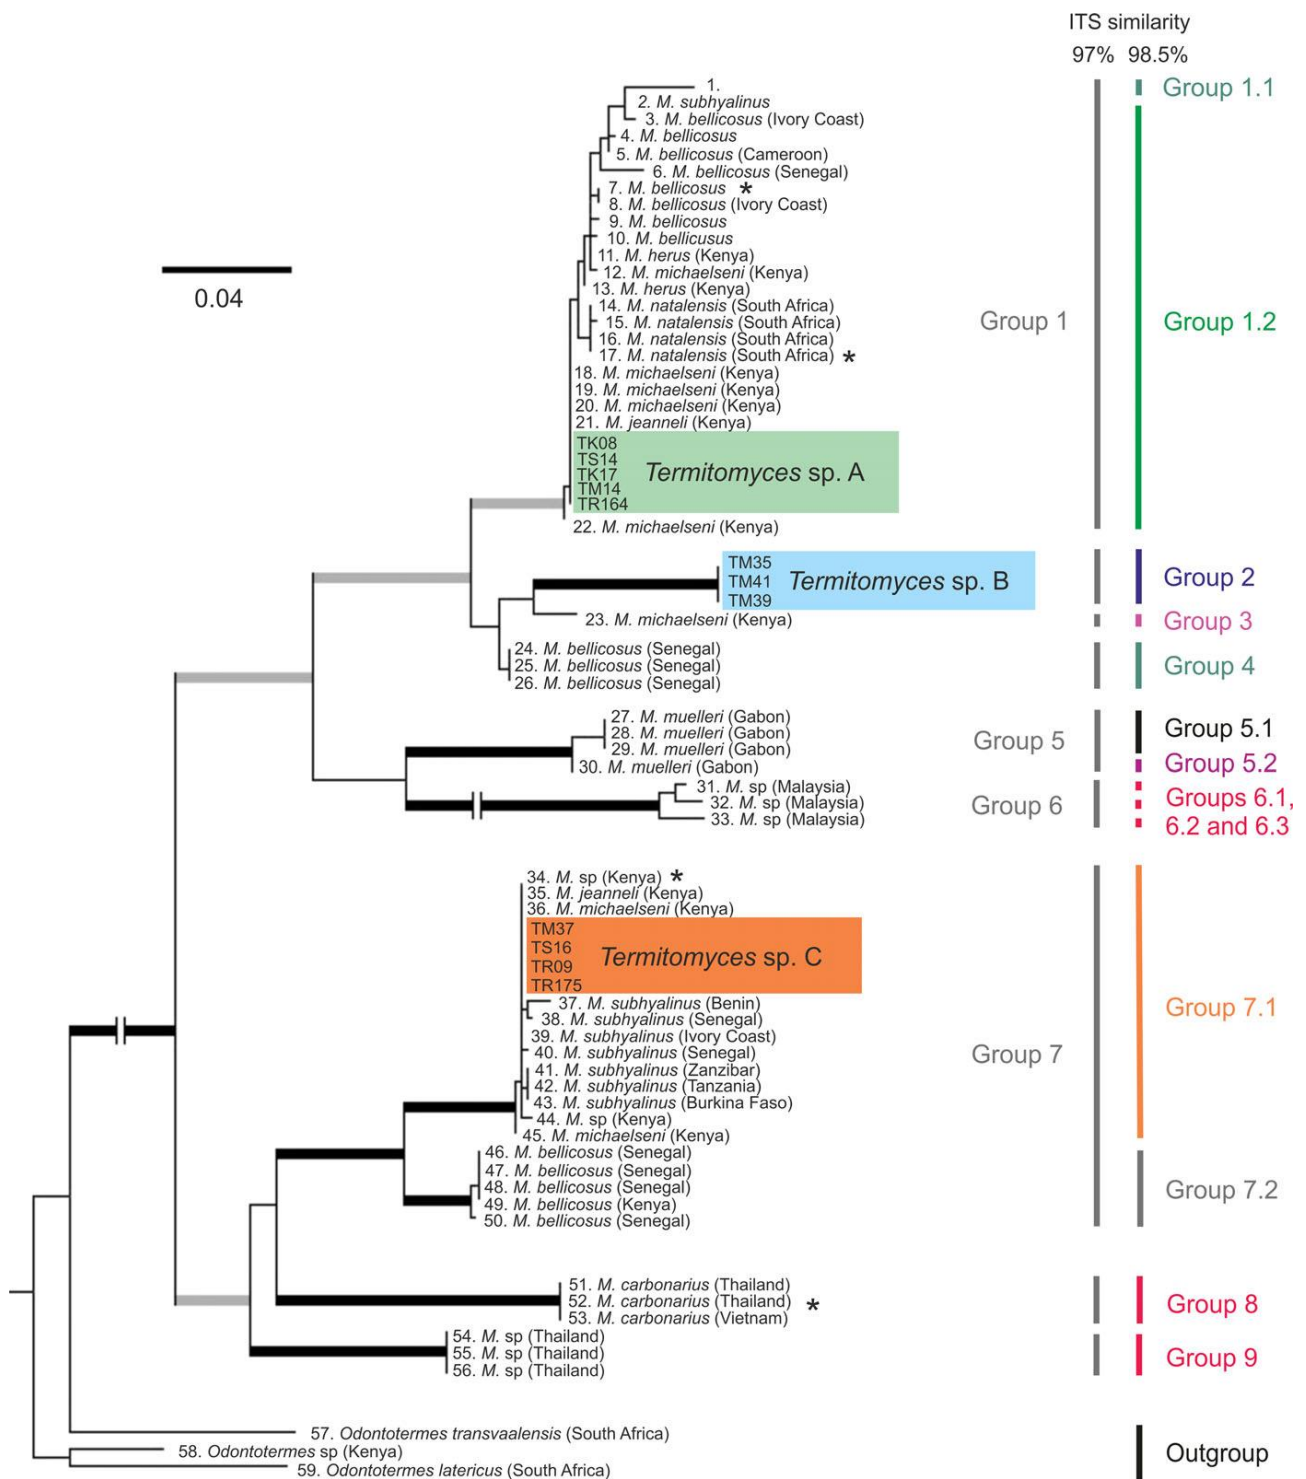 ITS similarity
97% 98.5%
1.
Group 1.1
2. M. subhyalinus
3. M. bellicosus (Ivory Coast)
4. M. bellicosus
5. M. bellicosus (Cameroon)
6. M. bellicosus (Senegal)
7. M. bellicosus *
8. M. bellicosus (Ivory Coast)
9. M. bellicosus
10. M. bellicusus
11. M. herus (Kenya)
12. M. michaelseni (Kenya)
13. M. herus (Kenya)
0.04
14. M. natalensis (South Africa)
15. M. natalensis (South Africa)
Group 1
Group 1.2
16. M. natalensis (South Africa)
17. M. natalensis (South Africa) *
18. M. michaelseni (Kenya)
19. M. michaelseni (Kenya)
20. M. michaelseni (Kenya)
21. M. jeanneli (Kenya)
TK08
TS14
TK17
TM14
TR164
Termitomyces sp. A
22. M. michaelseni (Kenya)
TM35
TM41
TM39
Termitomyces sp. B
Group 2
23. M. michaelseni (Kenya)
Group 3
24. M. bellicosus (Senegal)
25. M. bellicosus (Senegal)
26. M. bellicosus (Senegal)
Group 4
27. M. muelleri (Gabon)
28. M. muelleri (Gabon)
29. M. muelleri (Gabon)
30. M. muelleri (Gabon)
Group 5
Group 5.1
Group 5.2
31. M. sp (Malaysia)
32. M. sp (Malaysia)
33. M. sp (Malaysia)
Group 6
Groups 6.1,
6.2 and 6.3
34. M. sp (Kenya) *
35. M. jeanneli (Kenya)
36. M. michaelseni (Kenya)
TM37
TS16
TR09
TR175
Termitomyces sp. C
37. M. subhyalinus (Benin)
38. M. subhyalinus (Senegal)
39. M. subhyalinus (Ivory Coast)
40. M. subhyalinus (Senegal)
41. M. subhyalinus (Zanzibar)
42. M. subhyalinus (Tanzania)
43. M. subhyalinus (Burkina Faso)
44. M. sp (Kenya)
45. M. michaelseni (Kenya)
Group 7
Group 7.1
46. M. bellicosus (Senegal)
47. M. bellicosus (Senegal)
48. M. bellicosus (Senegal)
49. M. bellicosus (Kenya)
50. M. bellicosus (Senegal)
Group 7.2
51. M. carbonarius (Thailand)
52. M. carbonarius (Thailand) *
53. M. carbonarius (Vietnam)
Group 8
54. M. sp (Thailand)
55. M. sp (Thailand)
56. M. sp (Thailand)
Group 9
57. Odontotermes transvaalensis (South Africa)
58. Odontotermes sp (Kenya)
59. Odontotermes latericus (South Africa)
Outgroup